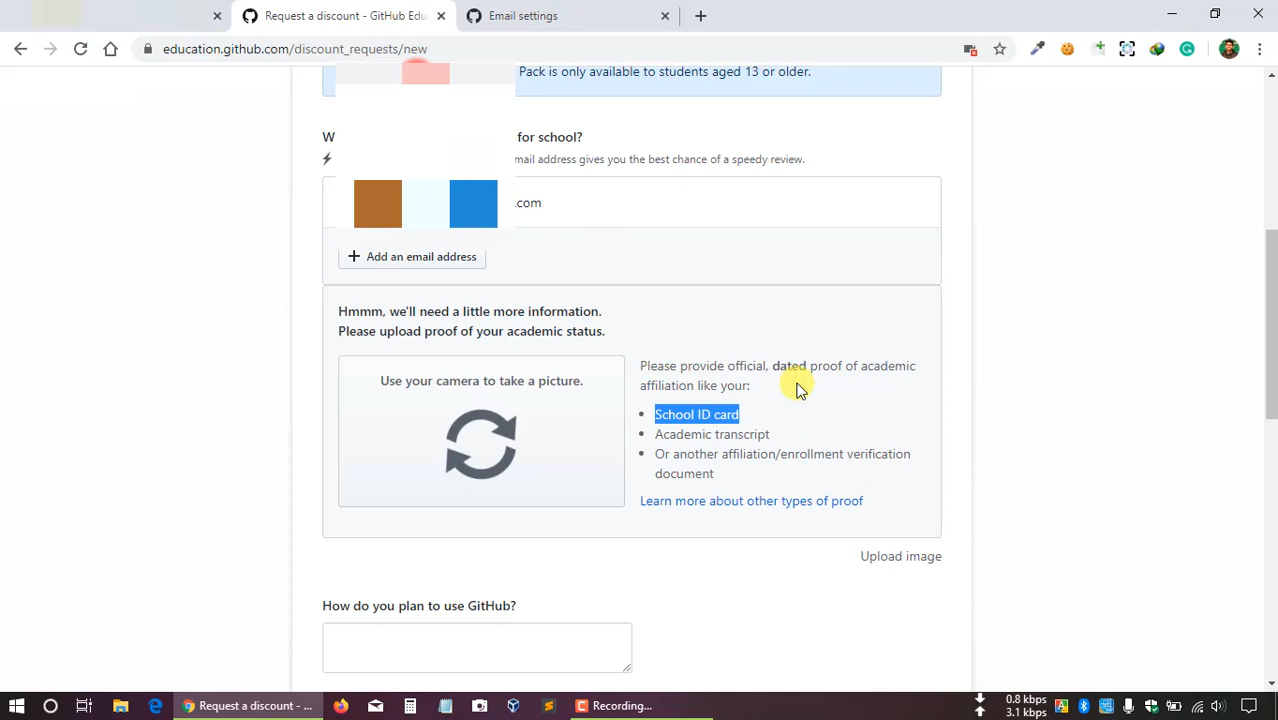 Request a discount - GitHub Edu
Email settings
education.github.com/discount_requests/new
Pack is only available to students aged 13 or older.
W
for school?
mail address gives you the best chance of a speedy review.
.com
+ Add an email address
Hmmm, we'll need a little more information.
Please upload proof of your academic status.
Use your camera to take a picture.
Please provide official, dated proof of academic
affiliation like your:
• School ID card
• Academic transcript
• Or another affiliation/enrollment verification
document
Learn more about other types of proof
Upload image
How do you plan to use GitHub?
Request a discount - ...
Recording...
0.8 kbps
3.1 kbps